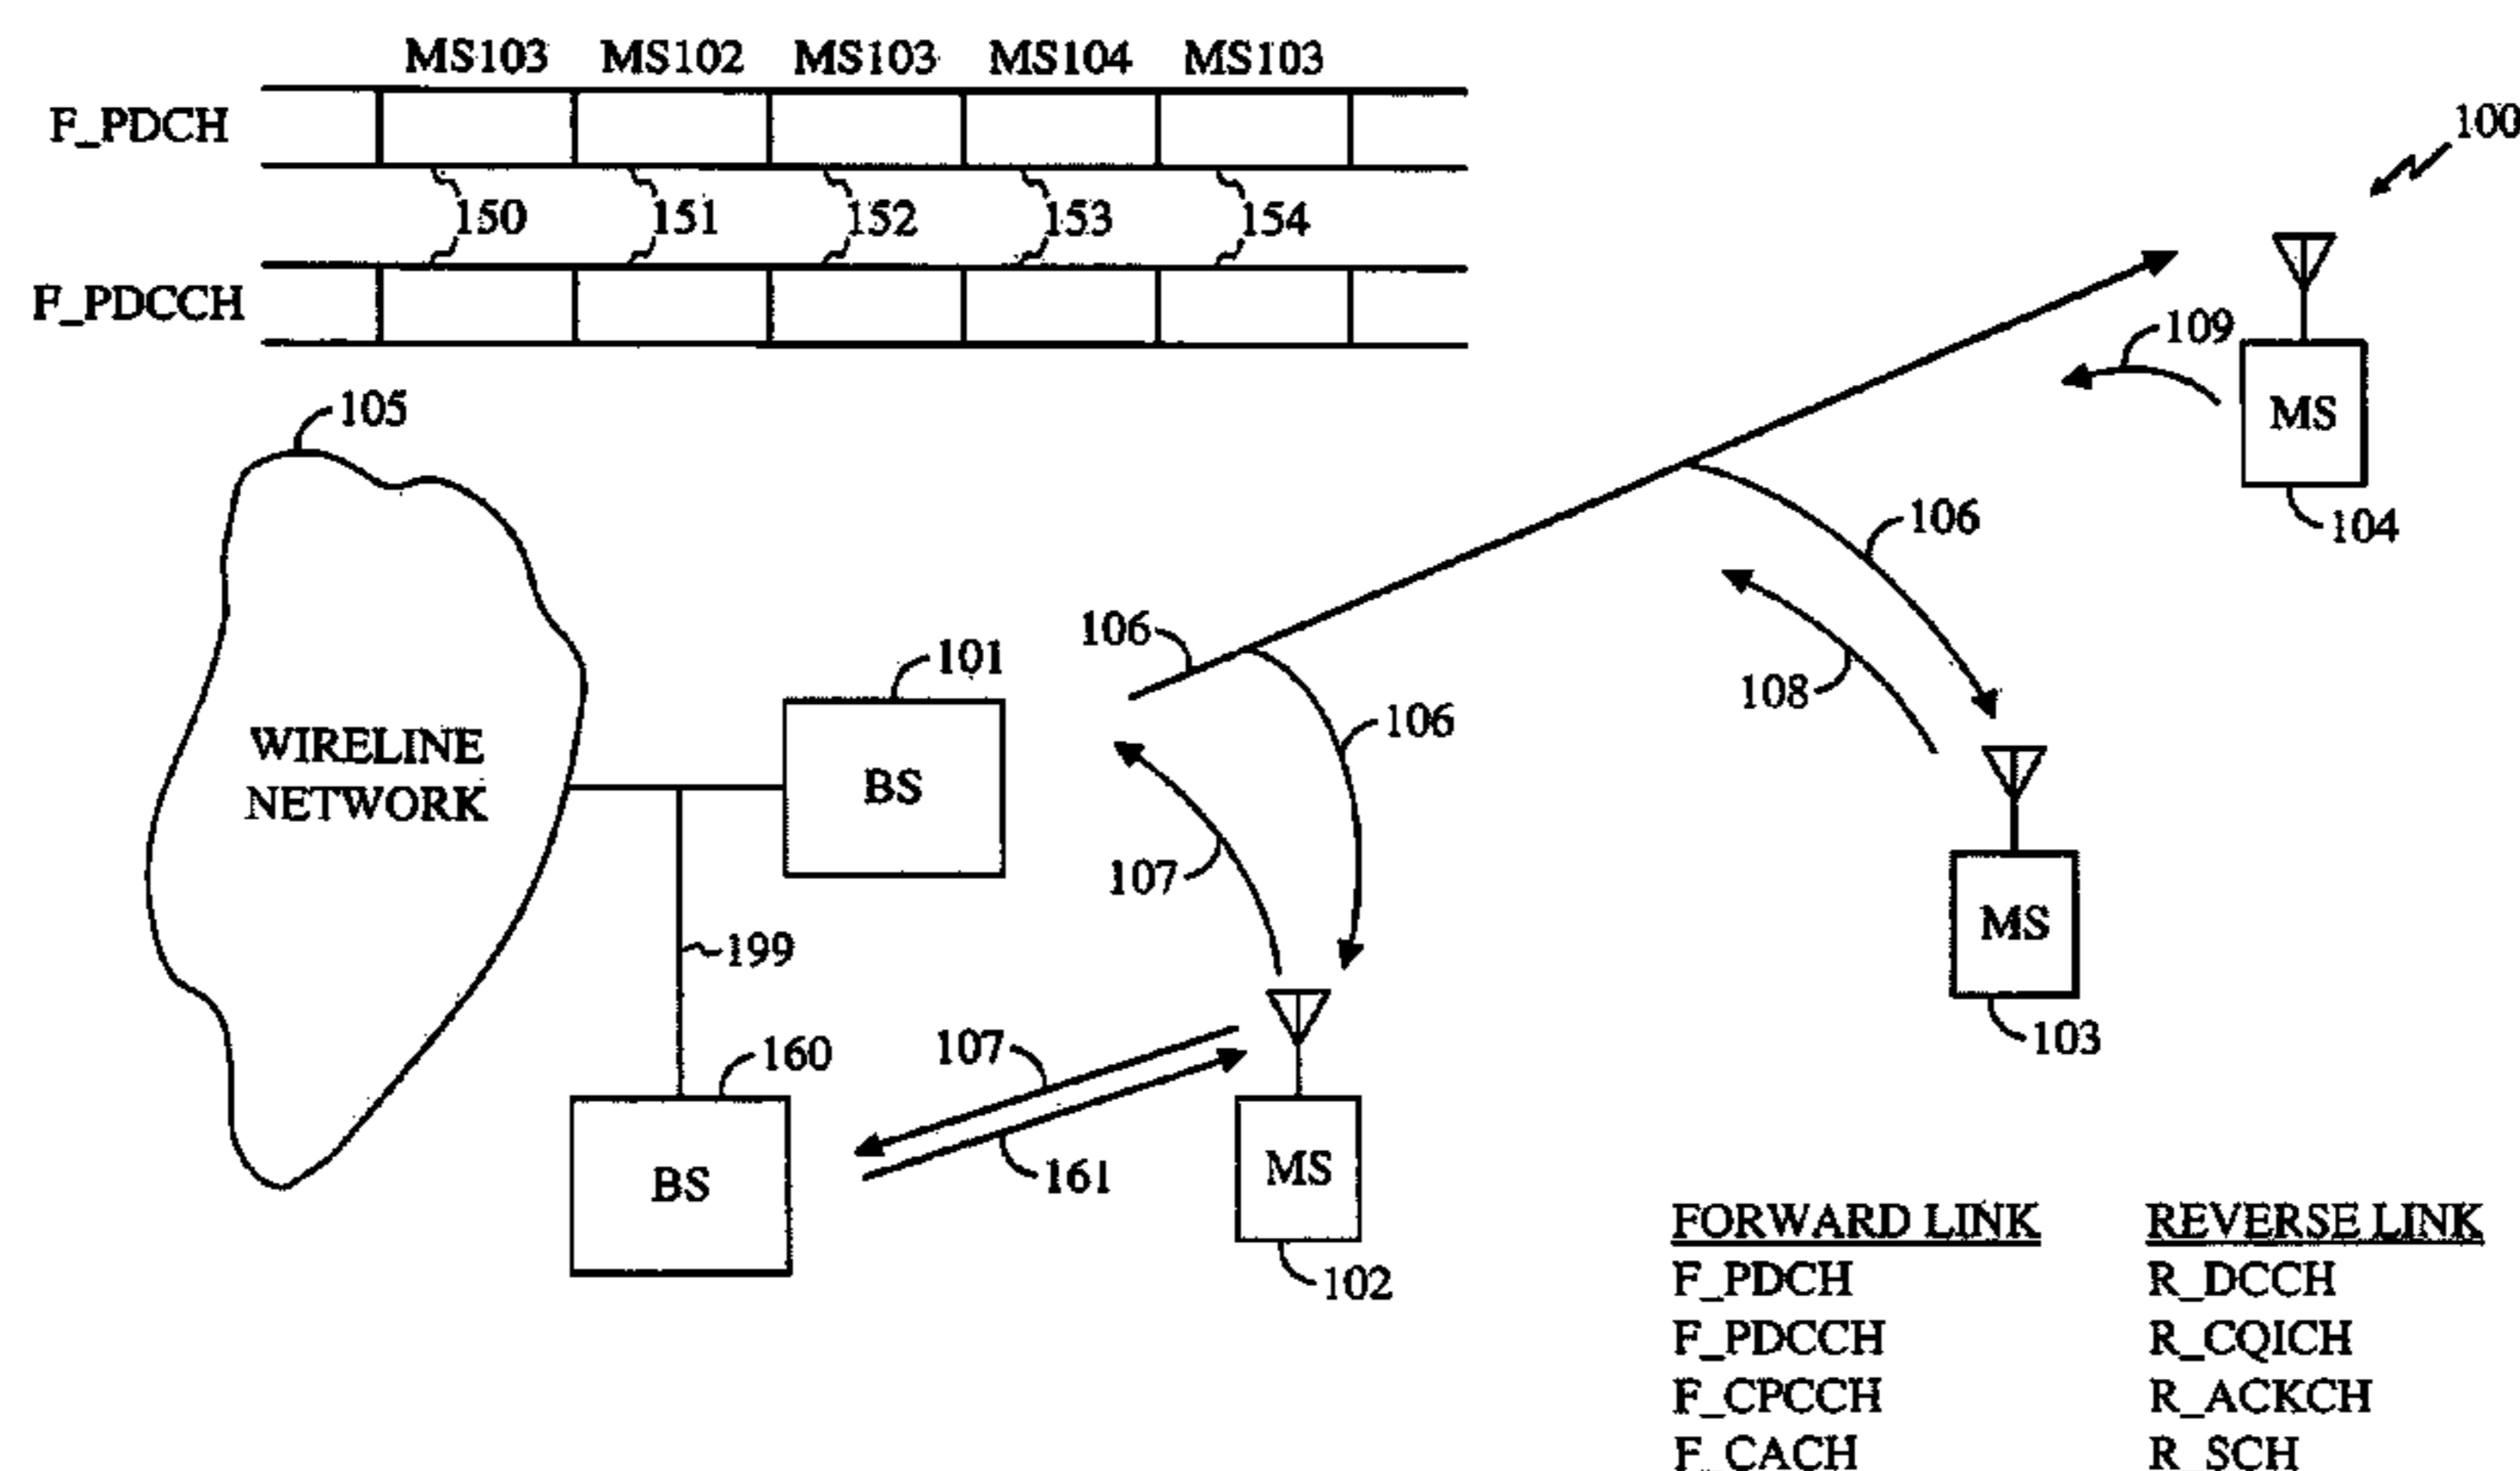 MS103 MS102 MS103 MS104 MS103
F_PDCH
150 151 152 153 154
F_PDCCH
100
109
MS
104
105
106
106
101
108
106
WIRELINE
NETWORK
BS
107
MS
103
199
160
107
161
BS
MS
102
FORWARD LINK REVERSE LINK
F_PDCH R_DCCH
F_PDCCH R_CQICH
F_CPCCH R_ACKCH
F_CACH R_SCH